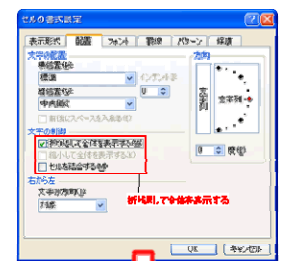 セルの書式設定
表示形式 配置 フォント 罫線 パターン 保護
文字の配置
横位置(H):
標準
インデント(I)
縦位置(V):
0
中央揃え
文字の制御
折り返して全体を表示する(W)
縮小して全体を表示する(K)
セルを結合する(M)
右から左
文字の方向(T):
方向
文字列
文字列
0 度(D)
折り返して全体を表示する
OK キャンセル